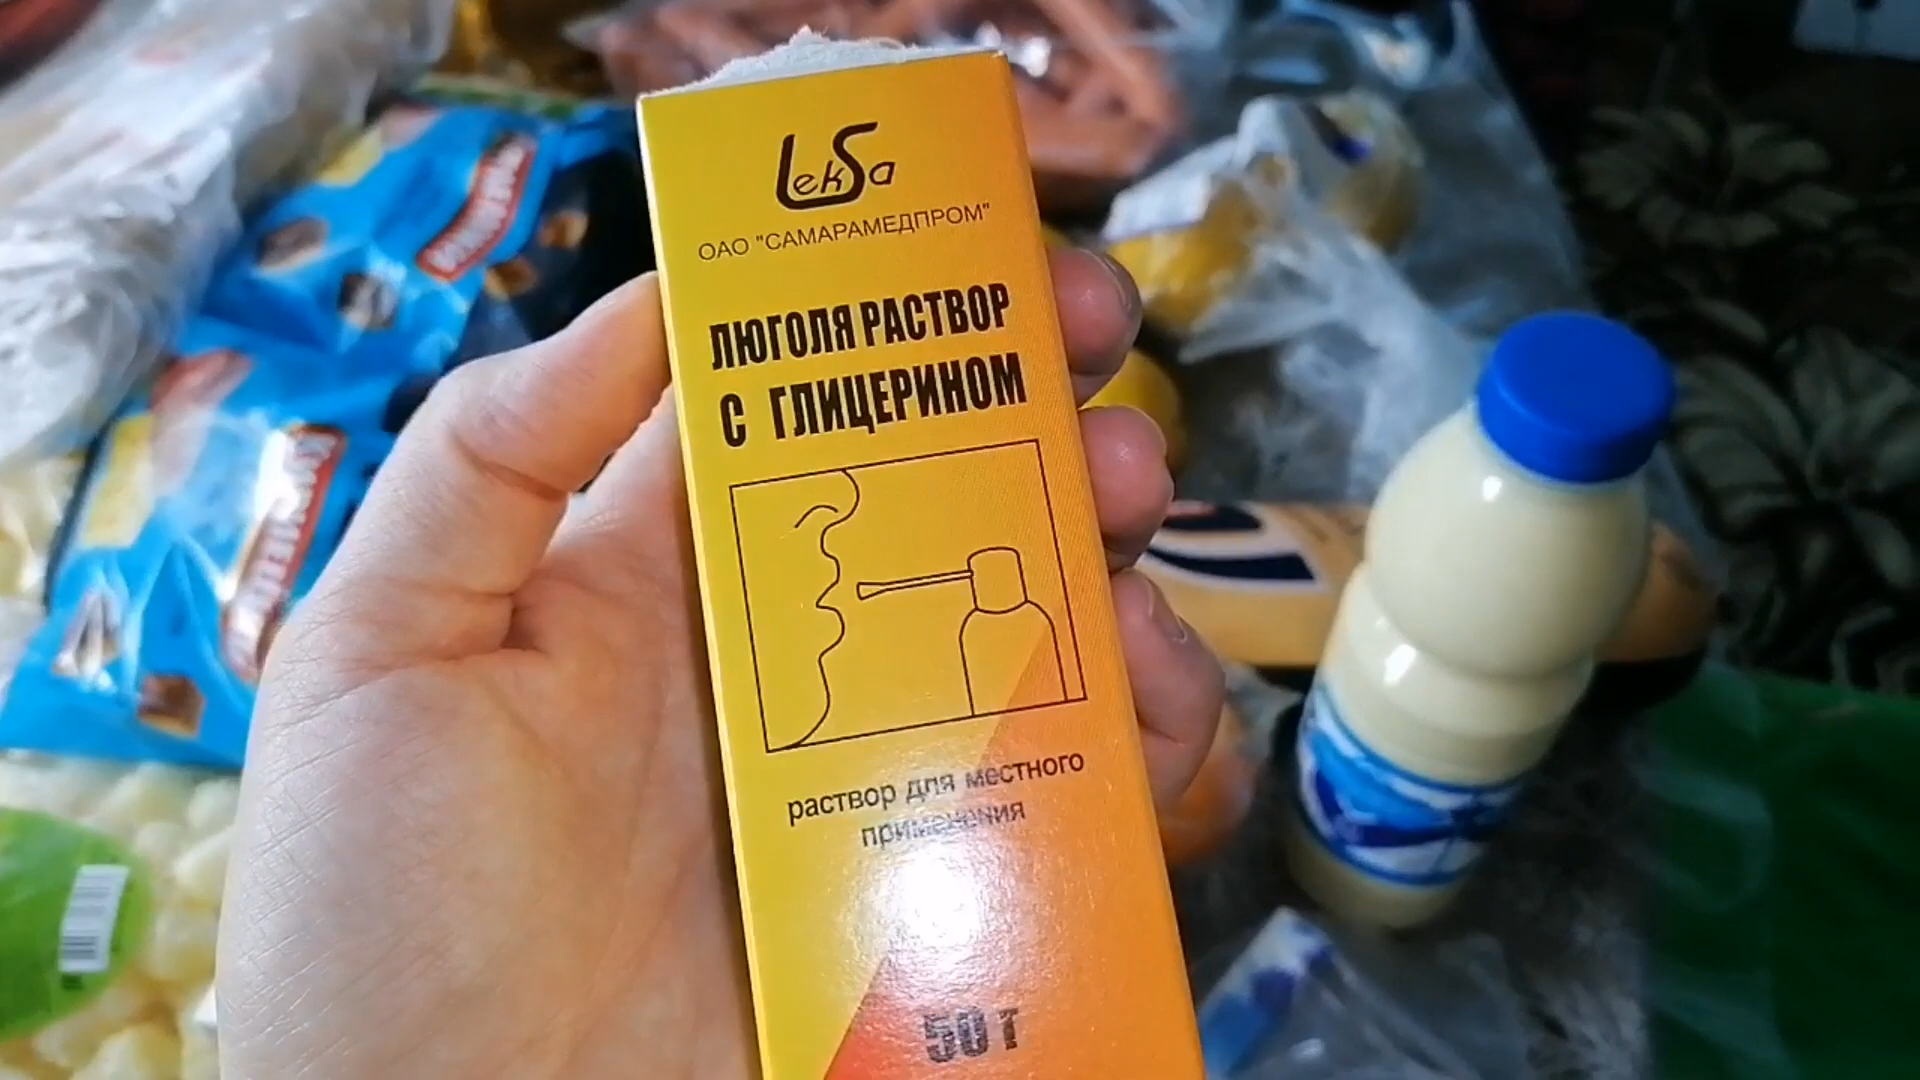 LekSa
ОАО "САМАРАМЕДПРОМ"
ЛЮГОЛЯ РАСТВОР
С ГЛИЦЕРИНОМ
раствор для местного
применения
50 г